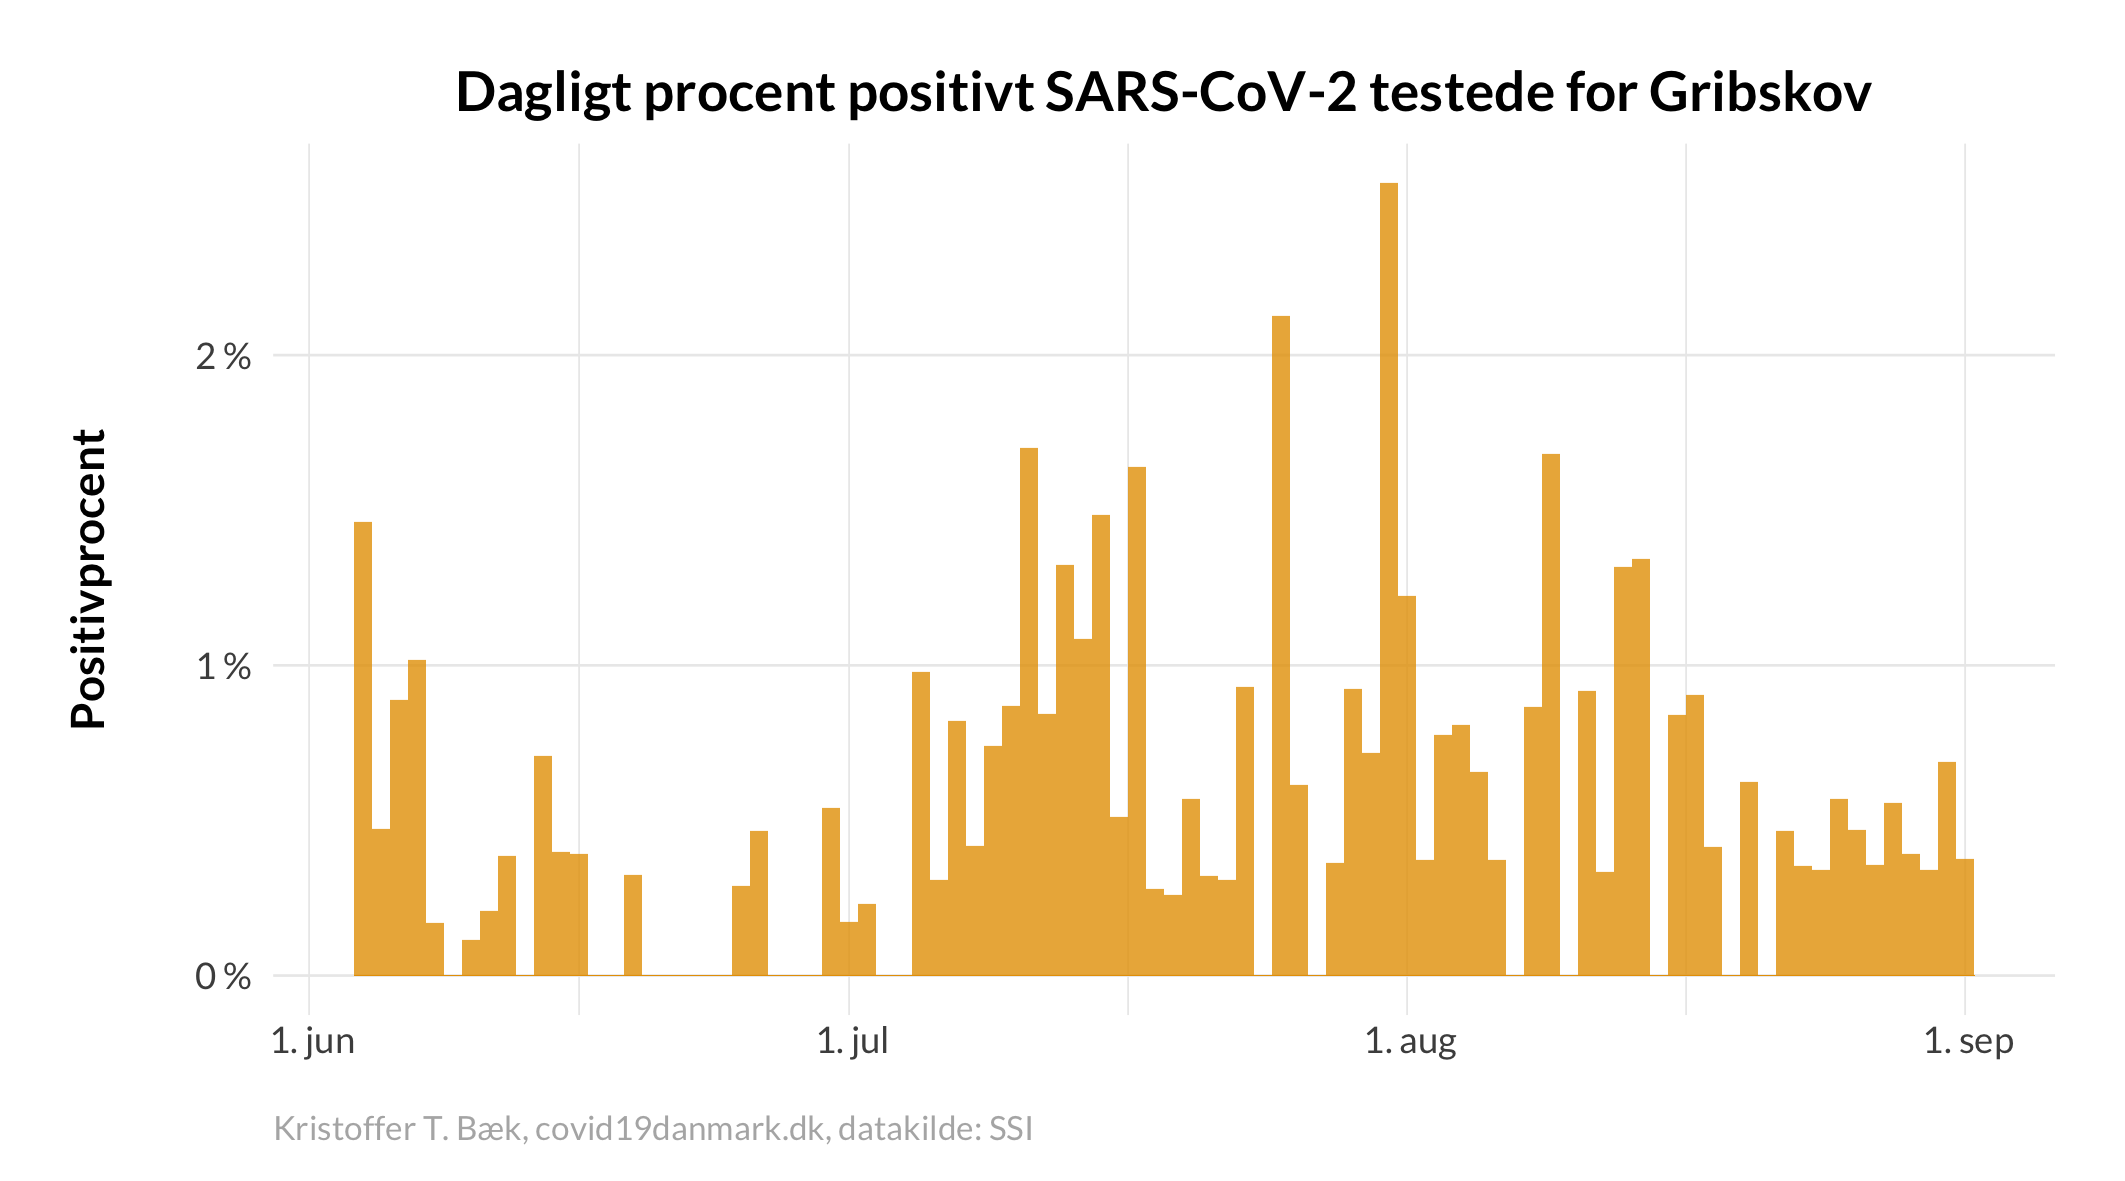 Dagligt procent positivt SARS-CoV-2 testede for Gribskov
Positivprocent
2 %
1 %
0 %
1. jun
1. jul
1. aug
1. sep
Kristoffer T. Bæk, covid19danmark.dk, datakilde: SSI